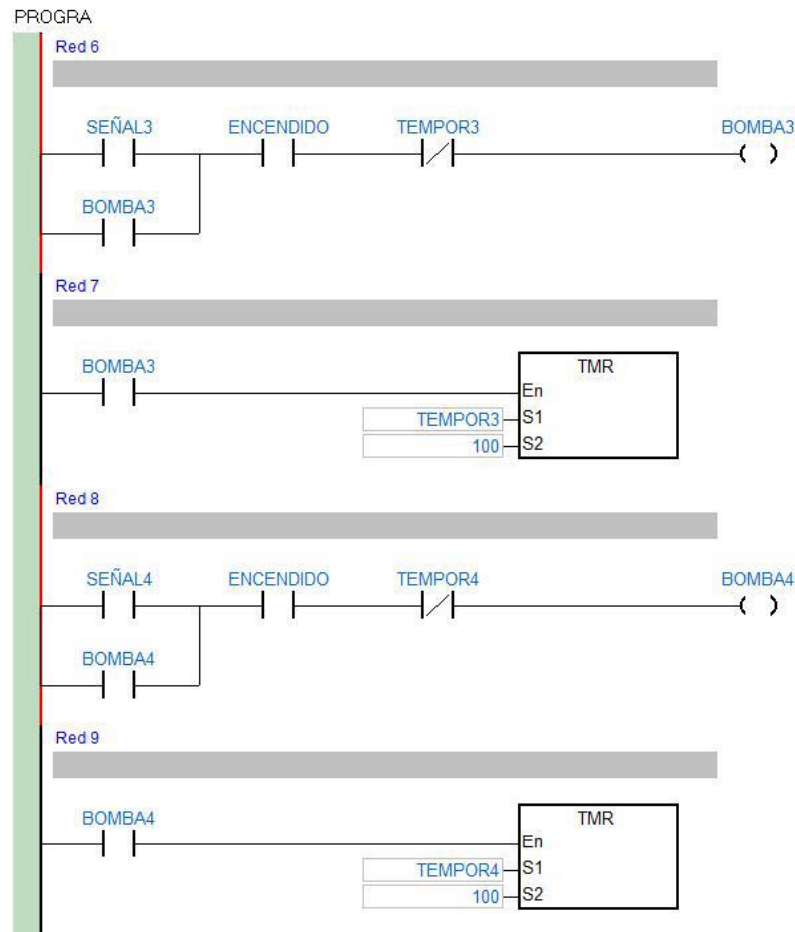 PROGRA
Red 6
SEÑAL3 ENCENDIDO TEMPOR3 BOMBA3
BOMBA3
Red 7
BOMBA3 TMR
En
TEMPOR3 S1
100 S2
Red 8
SEÑAL4 ENCENDIDO TEMPOR4 BOMBA4
BOMBA4
Red 9
BOMBA4 TMR
En
TEMPOR4 S1
100 S2